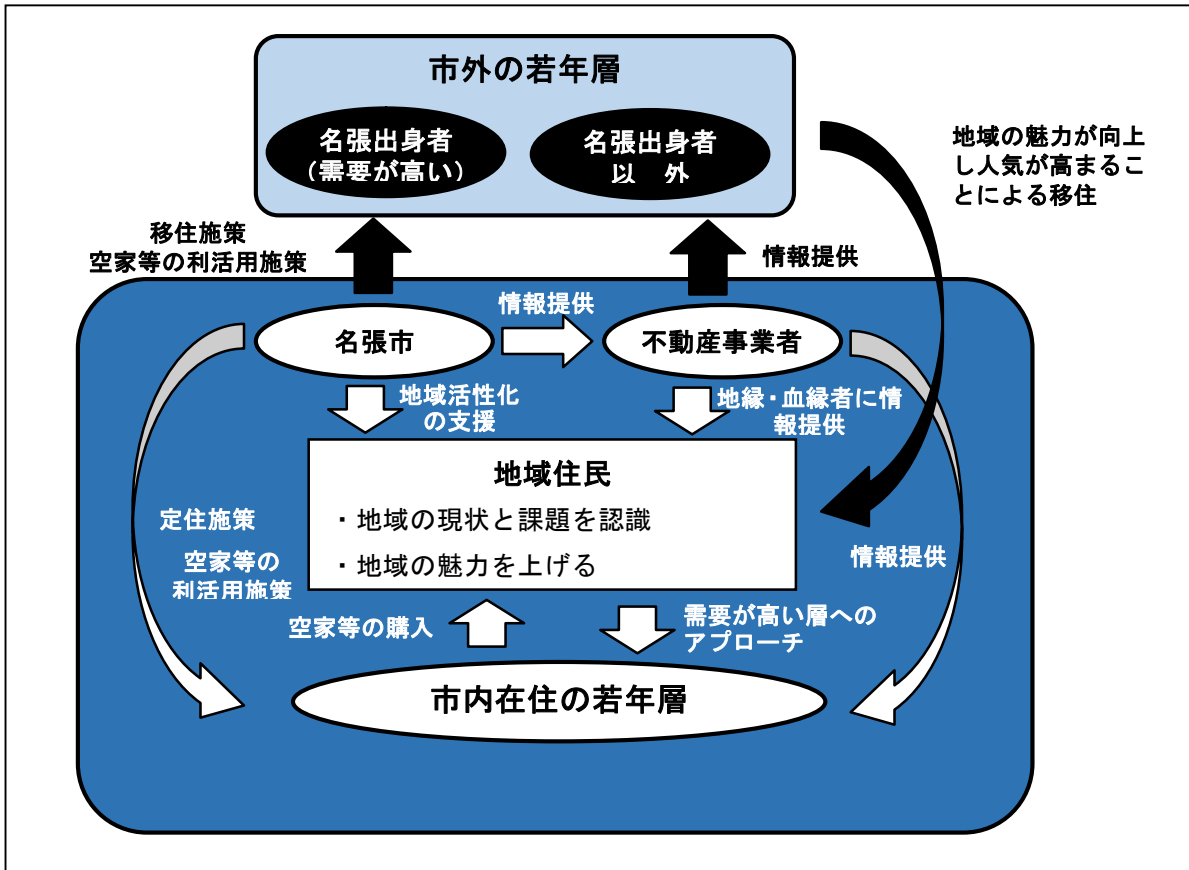 市外の若年層
名張出身者
（需要が高い）
名張出身者
以　外
地域の魅力が向上
し人気が高まるこ
とによる移住
移住施策
空家等の利活用施策
情報提供
名張市
情報提供
不動産事業者
地域活性化
の支援
地縁・血縁者に情
報提供
地域住民
・地域の現状と課題を認識
・地域の魅力を上げる
定住施策
空家等の
利活用施策
情報提供
空家等の購入
需要が高い層への
アプローチ
市内在住の若年層